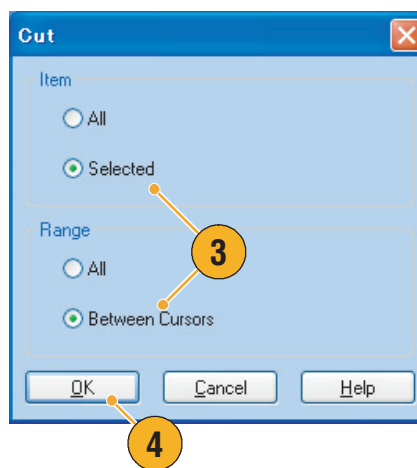 Cut
Item
All
Selected
Range
All
Between Cursors
3
OK Cancel Help
4